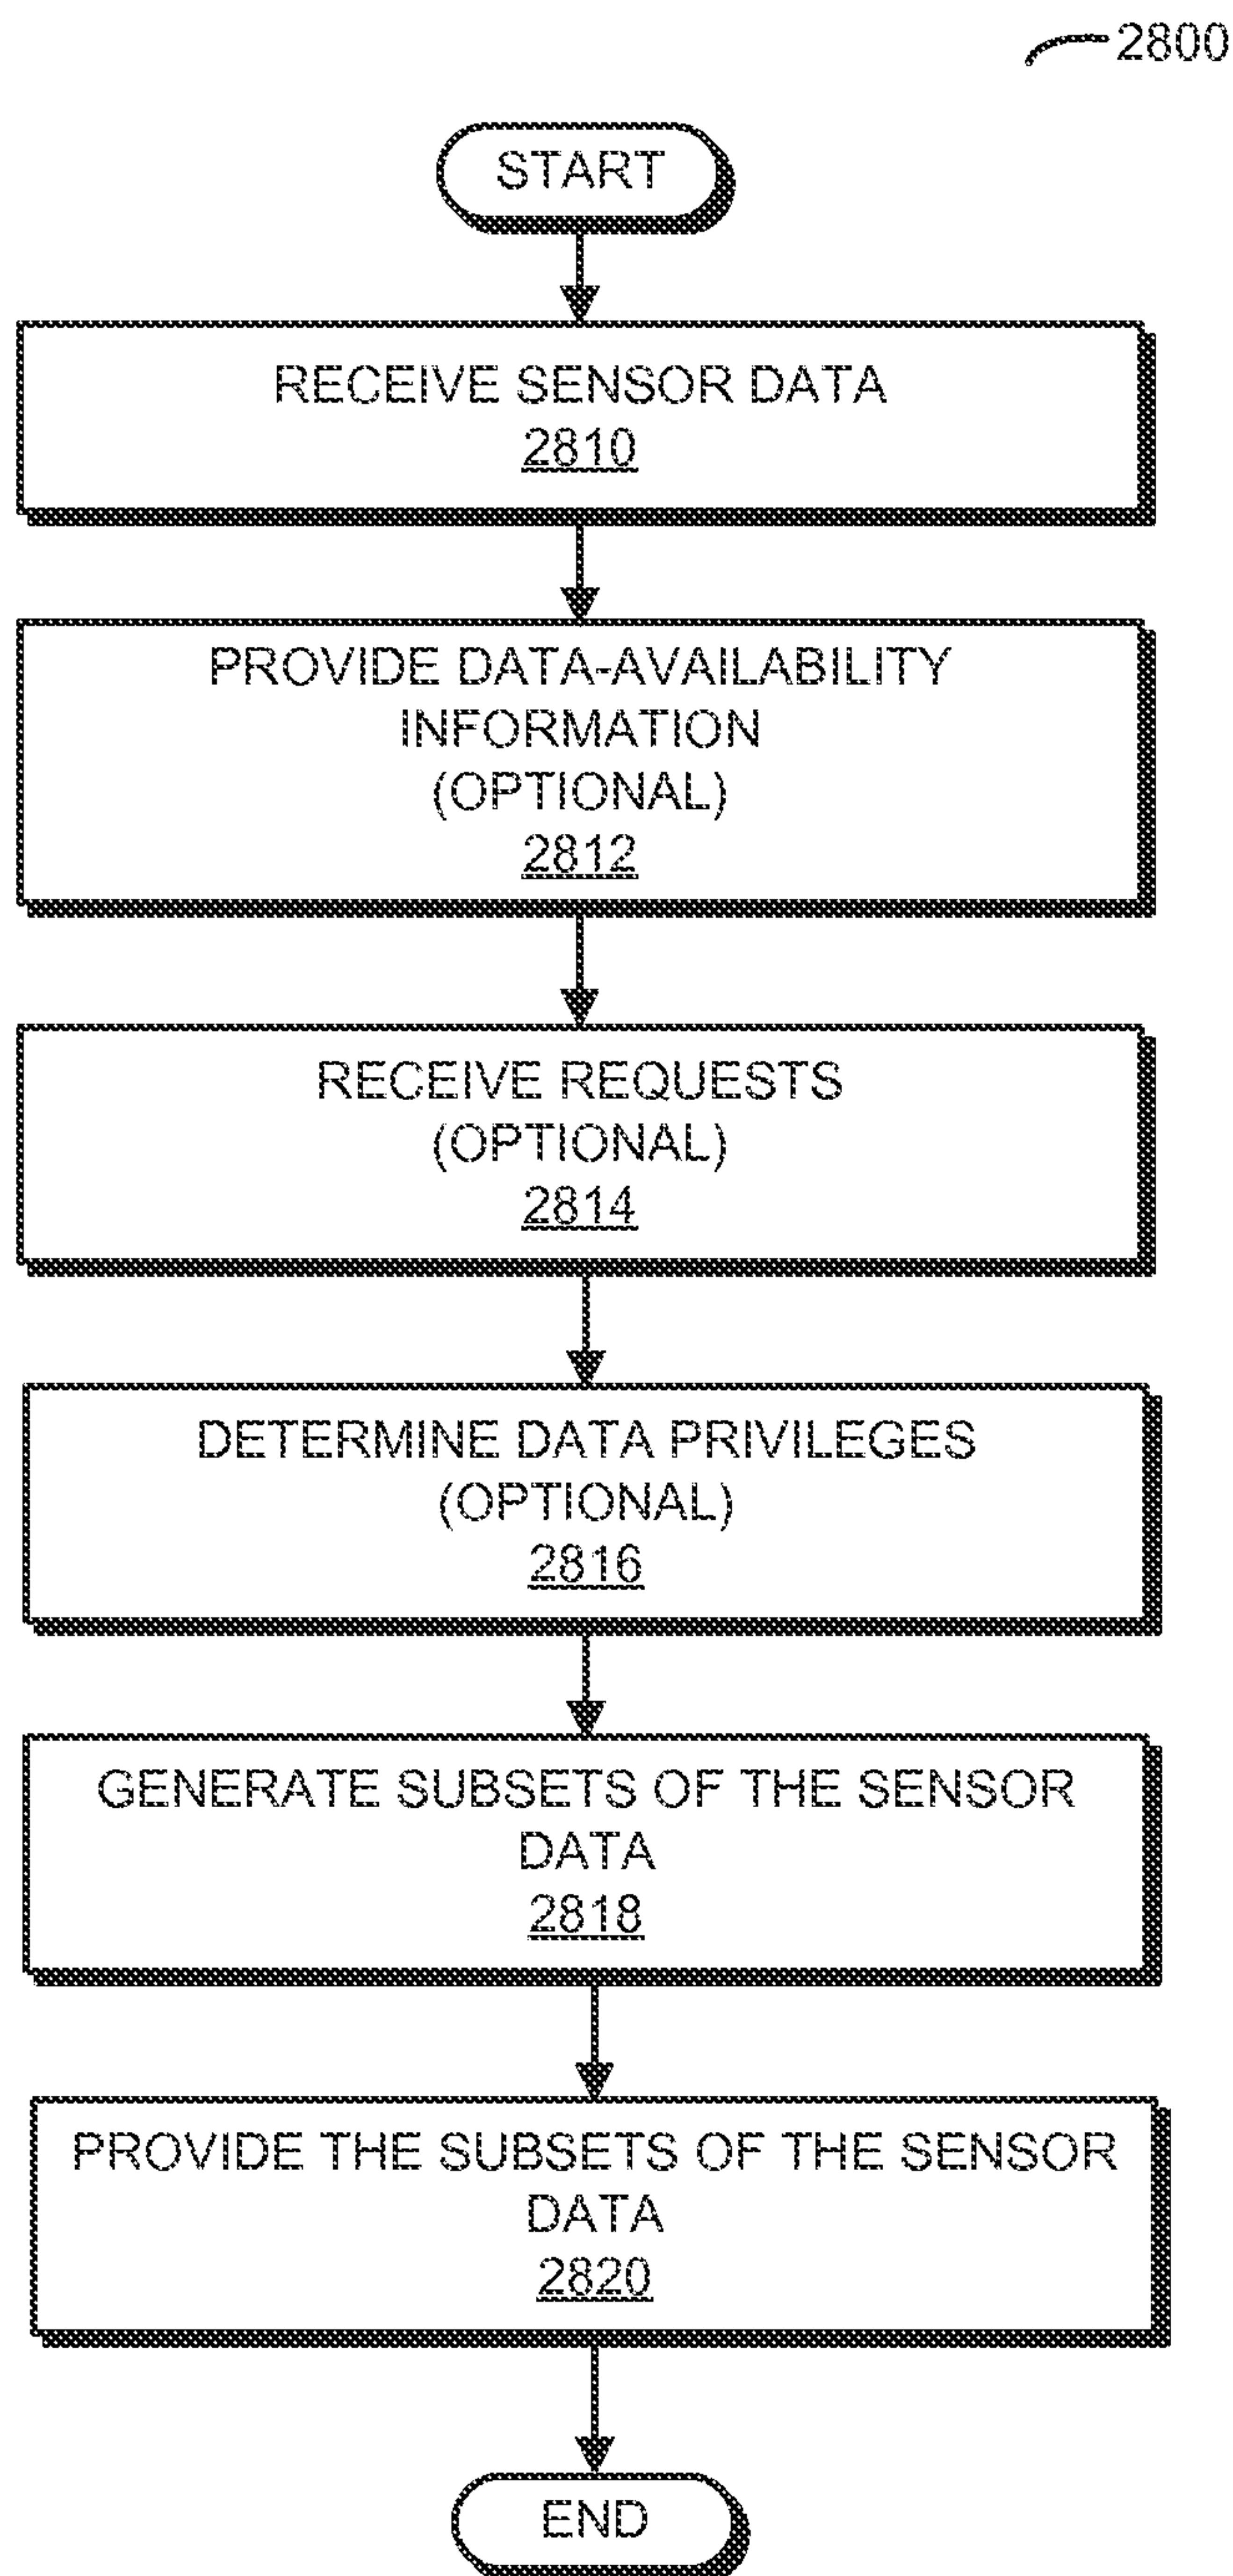 2800
START
RECEIVE SENSOR DATA
2810
PROVIDE DATA-AVAILABILITY
INFORMATION
(OPTIONAL)
2812
RECEIVE REQUESTS
(OPTIONAL)
2814
DETERMINE DATA PRIVILEGES
(OPTIONAL)
2816
GENERATE SUBSETS OF THE SENSOR
DATA
2818
PROVIDE THE SUBSETS OF THE SENSOR
DATA
2820
END